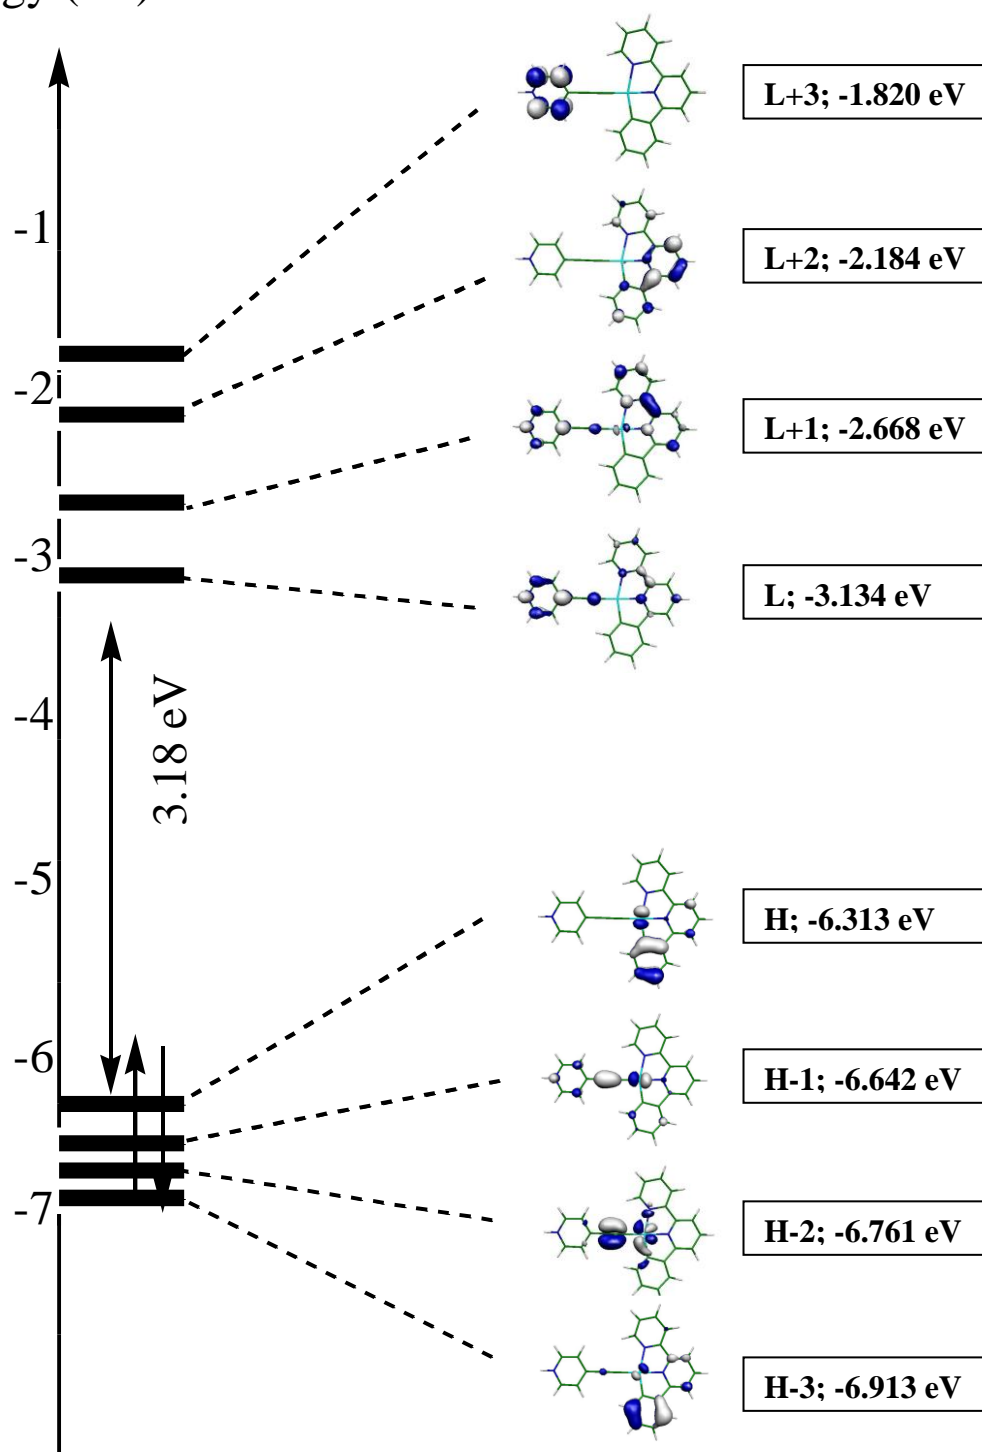 L+3; -1.820 eV
-1
L+2; -2.184 eV
-2
L+1; -2.668 eV
-3
L; -3.134 eV
-4
3.18 eV
-5
H; -6.313 eV
-6
H-1; -6.642 eV
-7
H-2; -6.761 eV
H-3; -6.913 eV